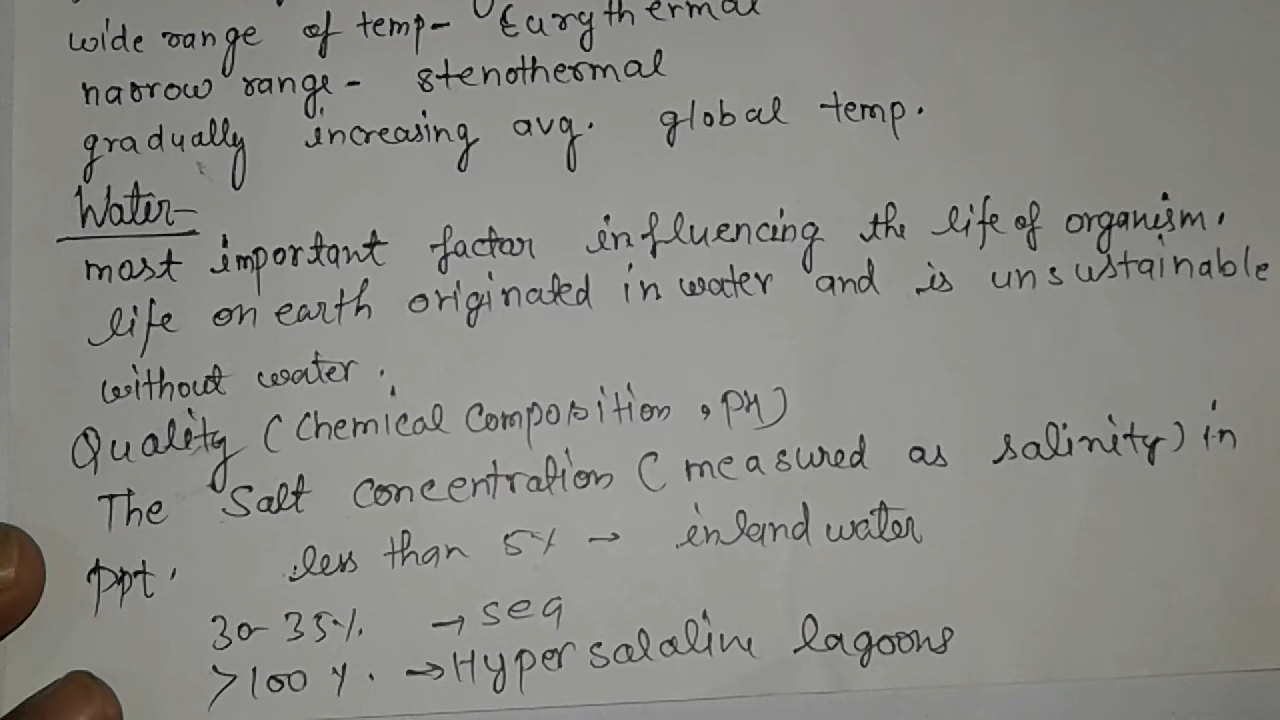 wide range of temp- Eurythermal
narrow range - stenothermal
gradually increasing avg. global temp.
Water-
most important factor influencing the life of organism.
life on earth originated in water and is unsustainable
without water.
Quality (Chemical Composition, PH)
The Salt concentration (measured as salinity) in
ppt. less than 5% → inland water
30-35%. → sea
>100%. → Hyper salaline lagoons